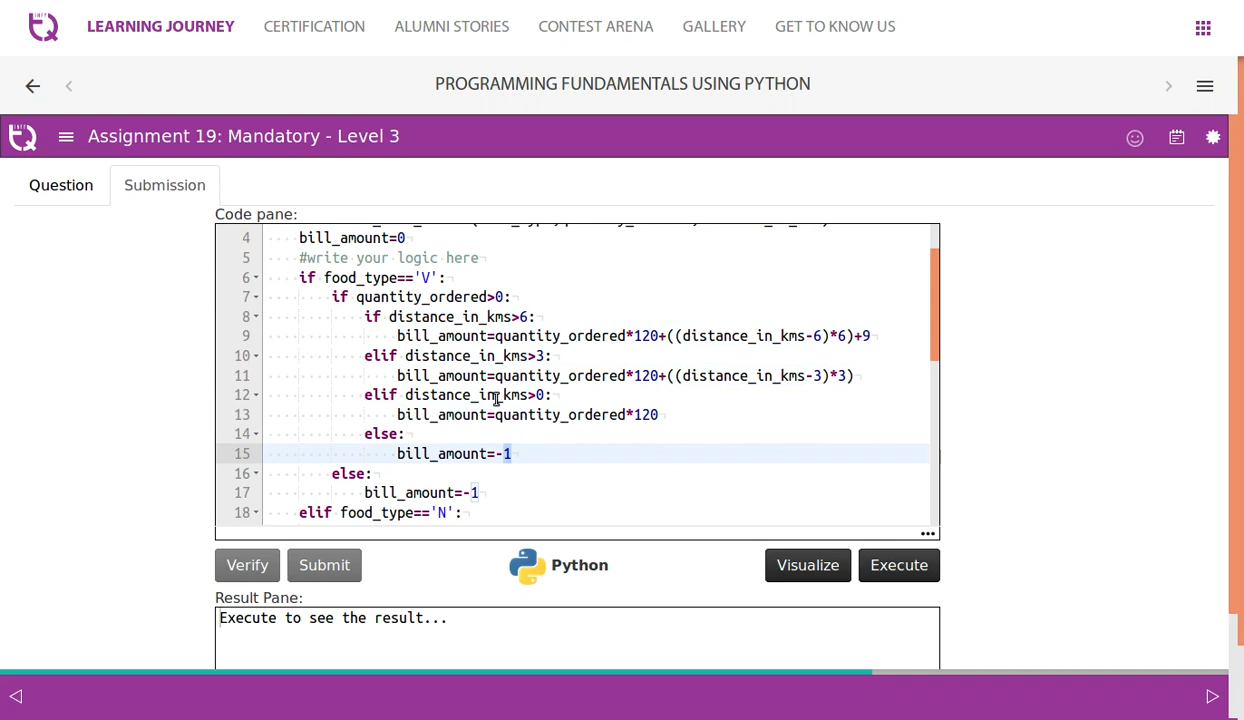 LEARNING JOURNEY CERTIFICATION ALUMNI STORIES CONTEST ARENA GALLERY GET TO KNOW US
PROGRAMMING FUNDAMENTALS USING PYTHON
Assignment 19: Mandatory - Level 3
Question Submission
Code pane:
4 bill_amount=0
5 #write your logic here
6 if food_type=='V':
7 if quantity_ordered>0:
8 if distance_in_kms>6:
9 bill_amount=quantity_ordered*120+((distance_in_kms-6)*6)+9
10 elif distance_in_kms>3:
11 bill_amount=quantity_ordered*120+((distance_in_kms-3)*3)
12 elif distance_in_kms>0:
13 bill_amount=quantity_ordered*120
14 else:
15 bill_amount=-1
16 else:
17 bill_amount=-1
18 elif food_type=='N':
Verify Submit Python Visualize Execute
Result Pane:
Execute to see the result...